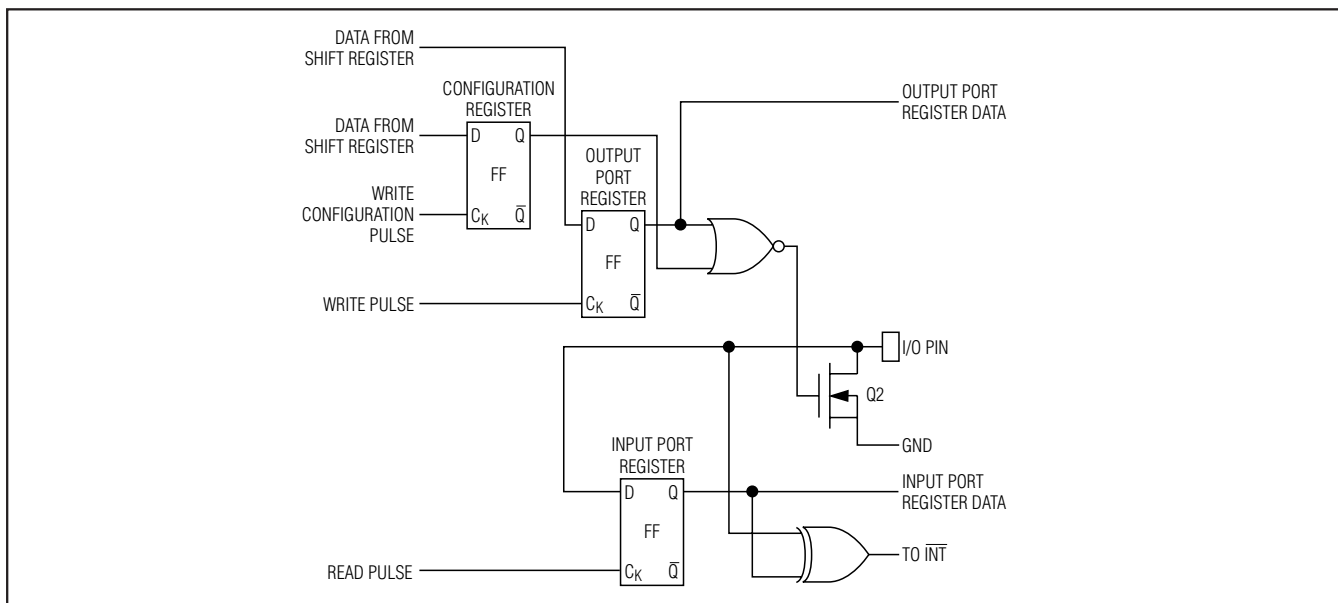 DATA FROM
SHIFT REGISTER
CONFIGURATION
REGISTER
OUTPUT PORT
REGISTER DATA
DATA FROM
SHIFT REGISTER
D Q
FF
CK Q̅
OUTPUT
PORT
REGISTER
WRITE
CONFIGURATION
PULSE
D Q
FF
CK Q̅
WRITE PULSE
I/O PIN
Q2
GND
INPUT PORT
REGISTER
D Q
FF
CK Q̅
INPUT PORT
REGISTER DATA
TO I̅N̅T̅
READ PULSE